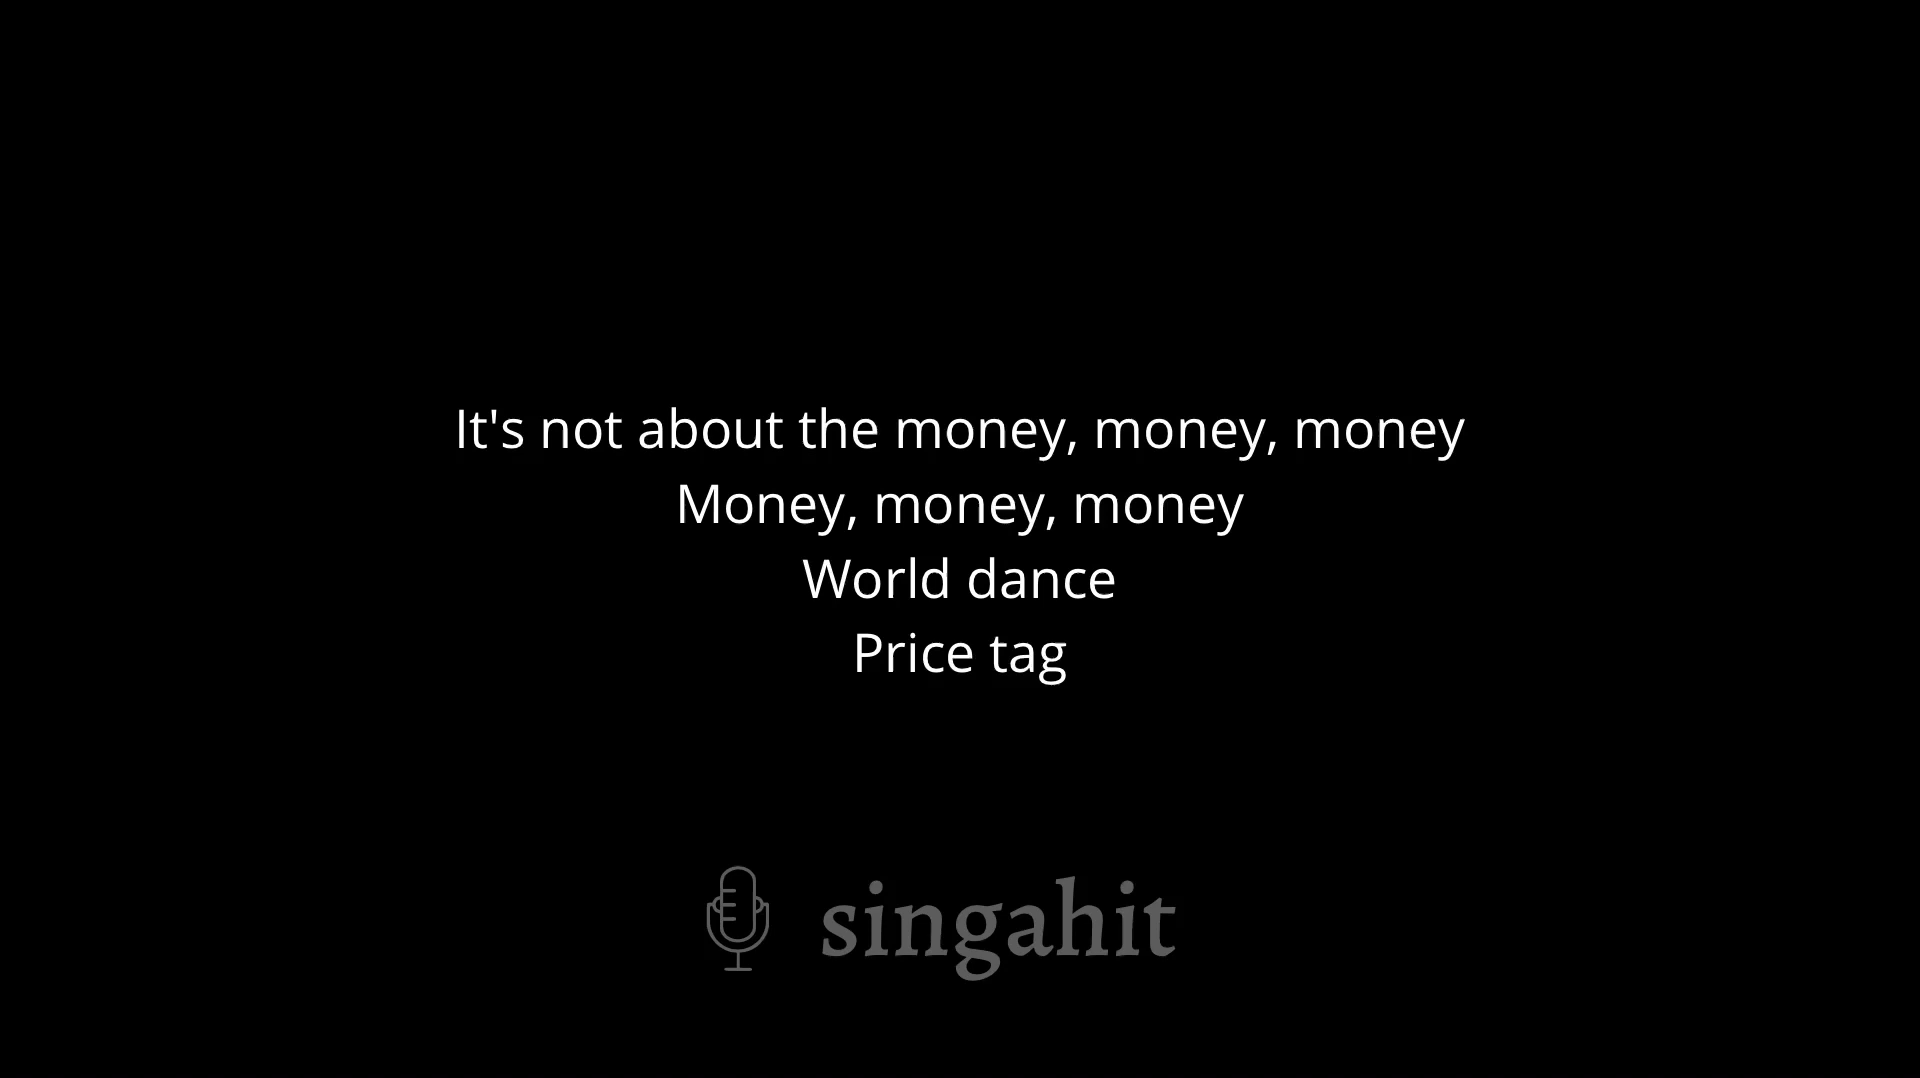 It's not about the money, money, money
Money, money, money
World dance
Price tag
singahit